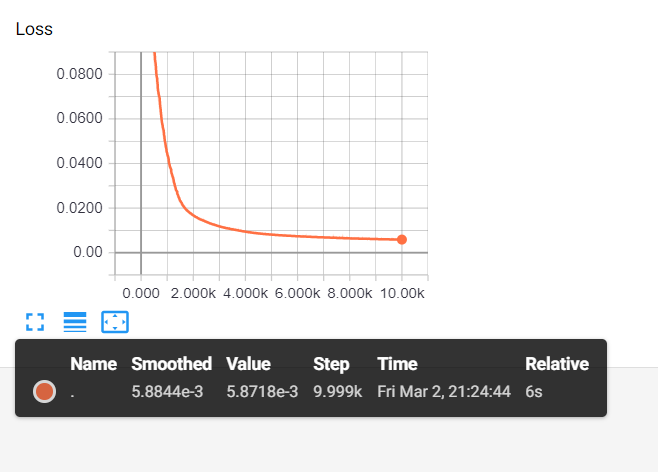 Loss
0.0800
0.0600
0.0400
0.0200
0.00
0.000 2.000k 4.000k 6.000k 8.000k 10.00k
Name Smoothed Value Step Time Relative
. 5.8844e-3 5.8718e-3 9.999k Fri Mar 2, 21:24:44 6s